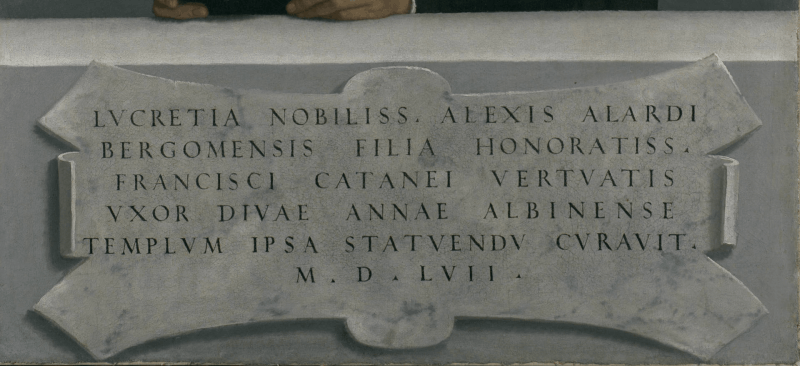 LVCRETIA NOBILISS. ALEXIS ALARDI
BERGOMENSIS FILIA HONORATISS.
FRANCISCI CATANEI VERTVATIS
VXOR DIVAE ANNAE ALBINENSE
TEMPLVM IPSA STATVENDV CVRAVIT.
M . D . LVII .